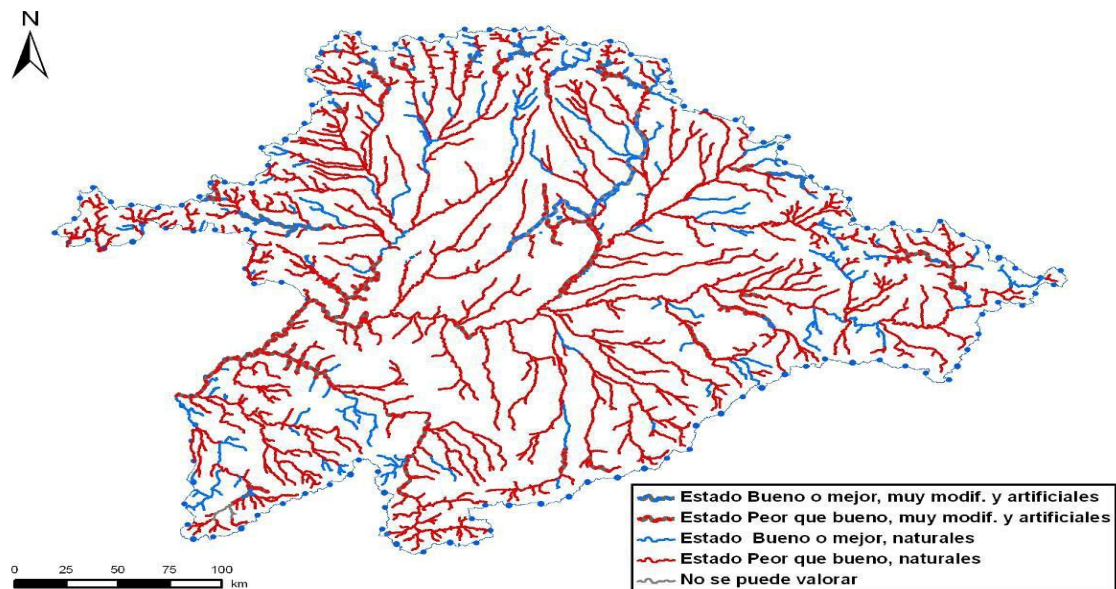 N
Estado Bueno o mejor, muy modif. y artificiales
Estado Peor que bueno, muy modif. y artificiales
Estado Bueno o mejor, naturales
Estado Peor que bueno, naturales
No se puede valorar
0 25 50 75 100
km